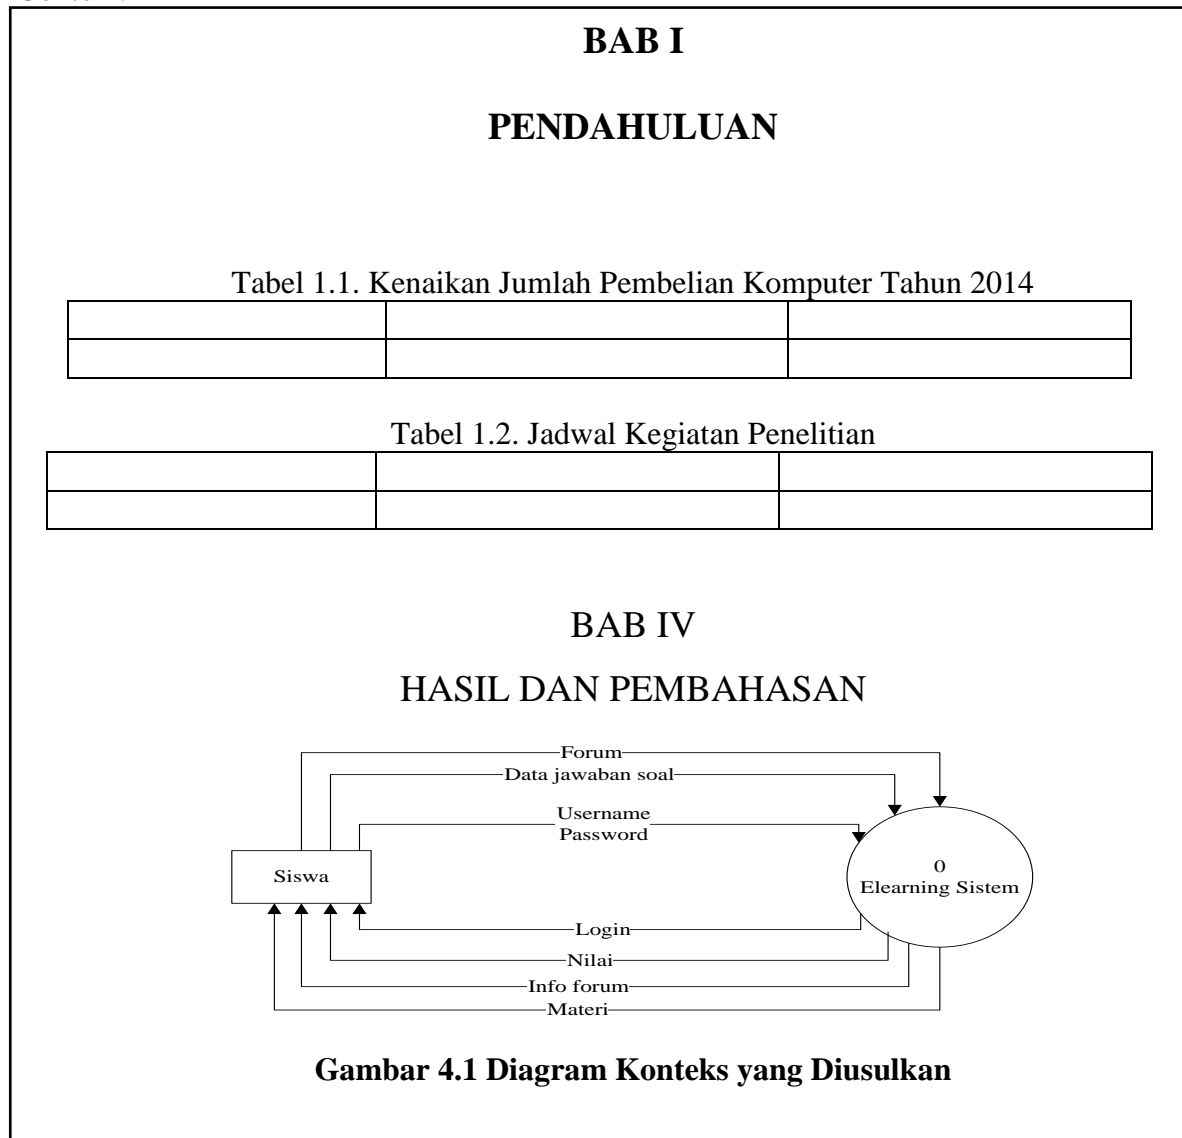 BAB I
PENDAHULUAN
Tabel 1.1. Kenaikan Jumlah Pembelian Komputer Tahun 2014
Tabel 1.2. Jadwal Kegiatan Penelitian
BAB IV
HASIL DAN PEMBAHASAN
Forum
Data jawaban soal
Username
Password
Siswa
0
Elearning Sistem
Login
Nilai
Info forum
Materi
Gambar 4.1 Diagram Konteks yang Diusulkan